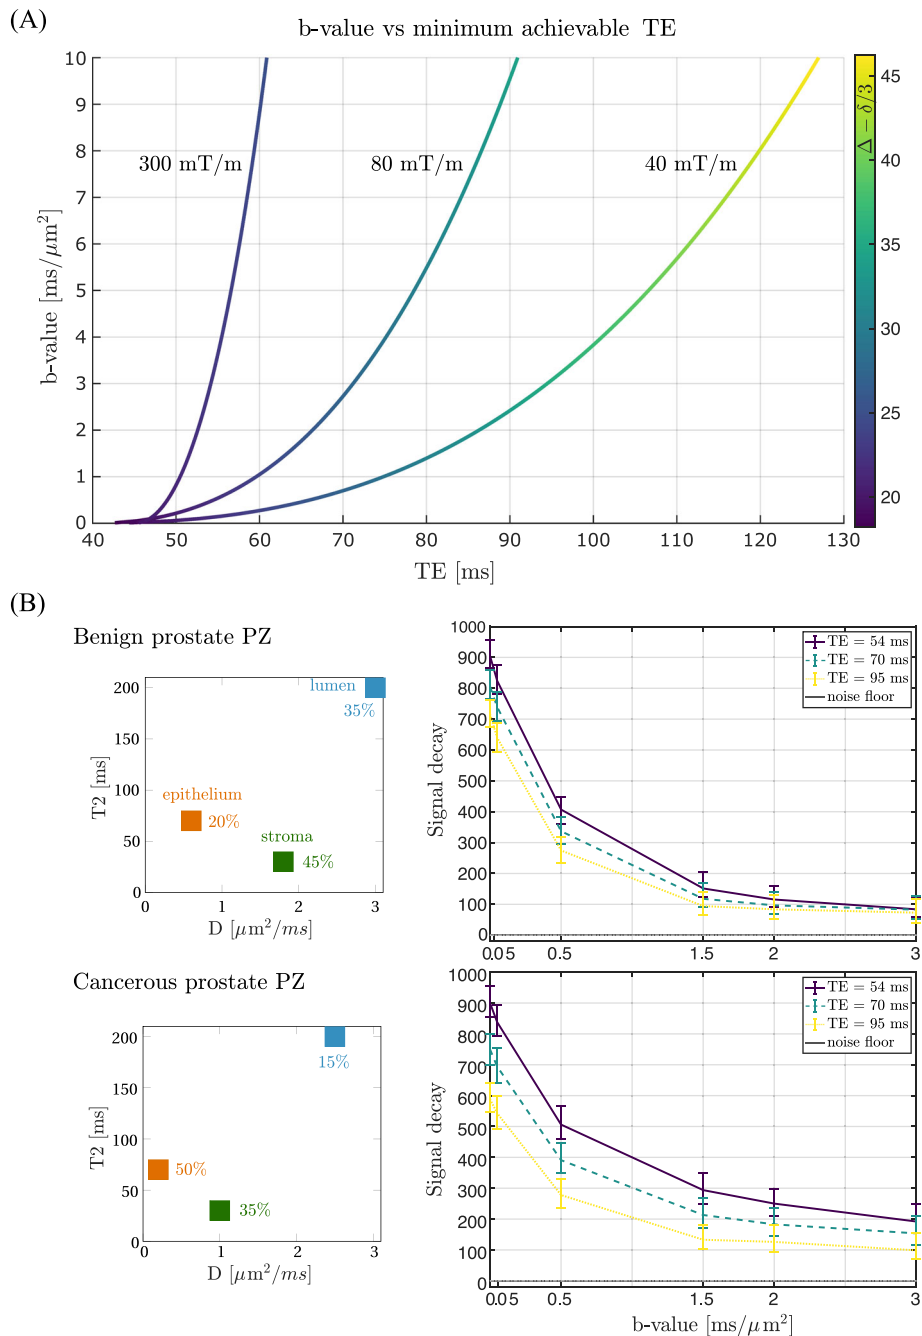 (A)
b-value vs minimum achievable TE
10
9
8
7
6
5
4
3
2
1
0
b-value [ms/μm²]
300 mT/m
80 mT/m
40 mT/m
40 50 60 70 80 90 100 110 120 130
TE [ms]
Δ − δ/3
45
40
35
30
25
20
(B)
Benign prostate PZ
200
150
100
50
0
T2 [ms]
lumen
35%
epithelium
20%
stroma
45%
0 1 2 3
D [μm²/ms]
1000
900
800
700
600
500
400
300
200
100
0
Signal decay
TE = 54 ms
TE = 70 ms
TE = 95 ms
noise floor
0 0.05 0.5 1.5 2 3
Cancerous prostate PZ
200
150
100
50
0
T2 [ms]
15%
50%
35%
0 1 2 3
D [μm²/ms]
1000
900
800
700
600
500
400
300
200
100
0
Signal decay
TE = 54 ms
TE = 70 ms
TE = 95 ms
noise floor
0 0.05 0.5 1.5 2 3
b-value [ms/μm²]